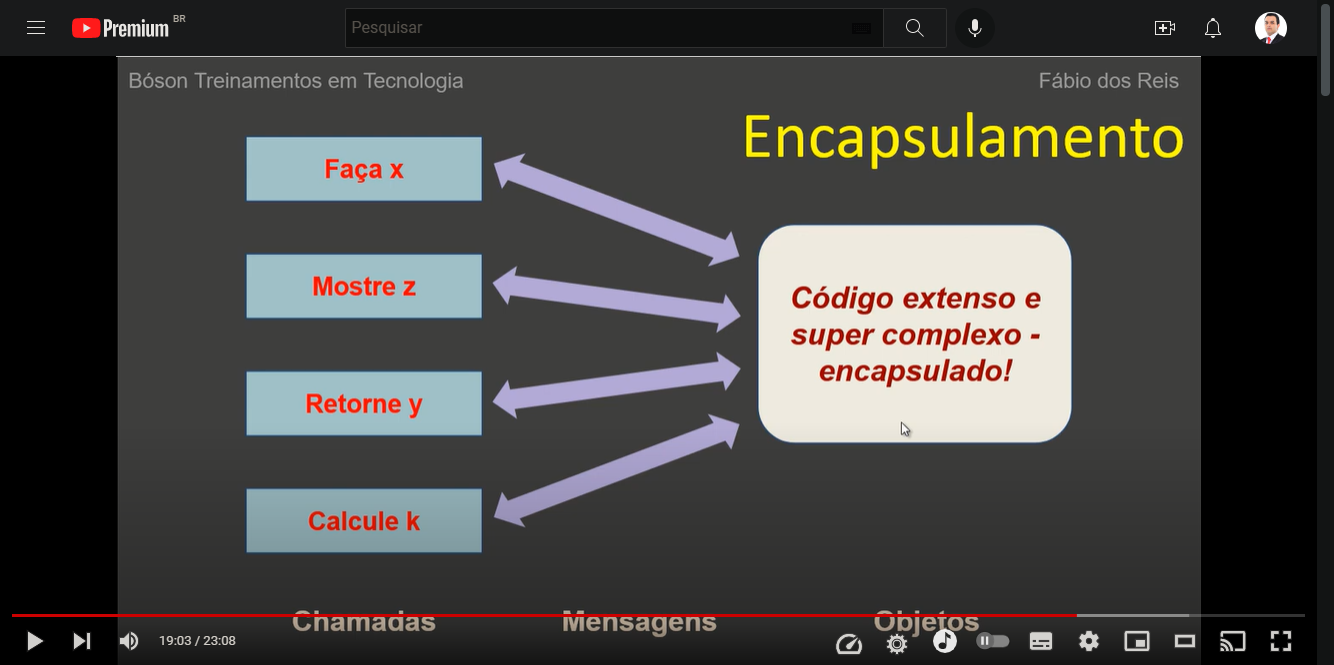 Premium BR
Pesquisar
Bóson Treinamentos em Tecnologia
Fábio dos Reis
Encapsulamento
Faça x
Mostre z
Retorne y
Calcule k
Código extenso e
super complexo -
encapsulado!
Chamadas
Mensagens
Objetos
19:03 / 23:08